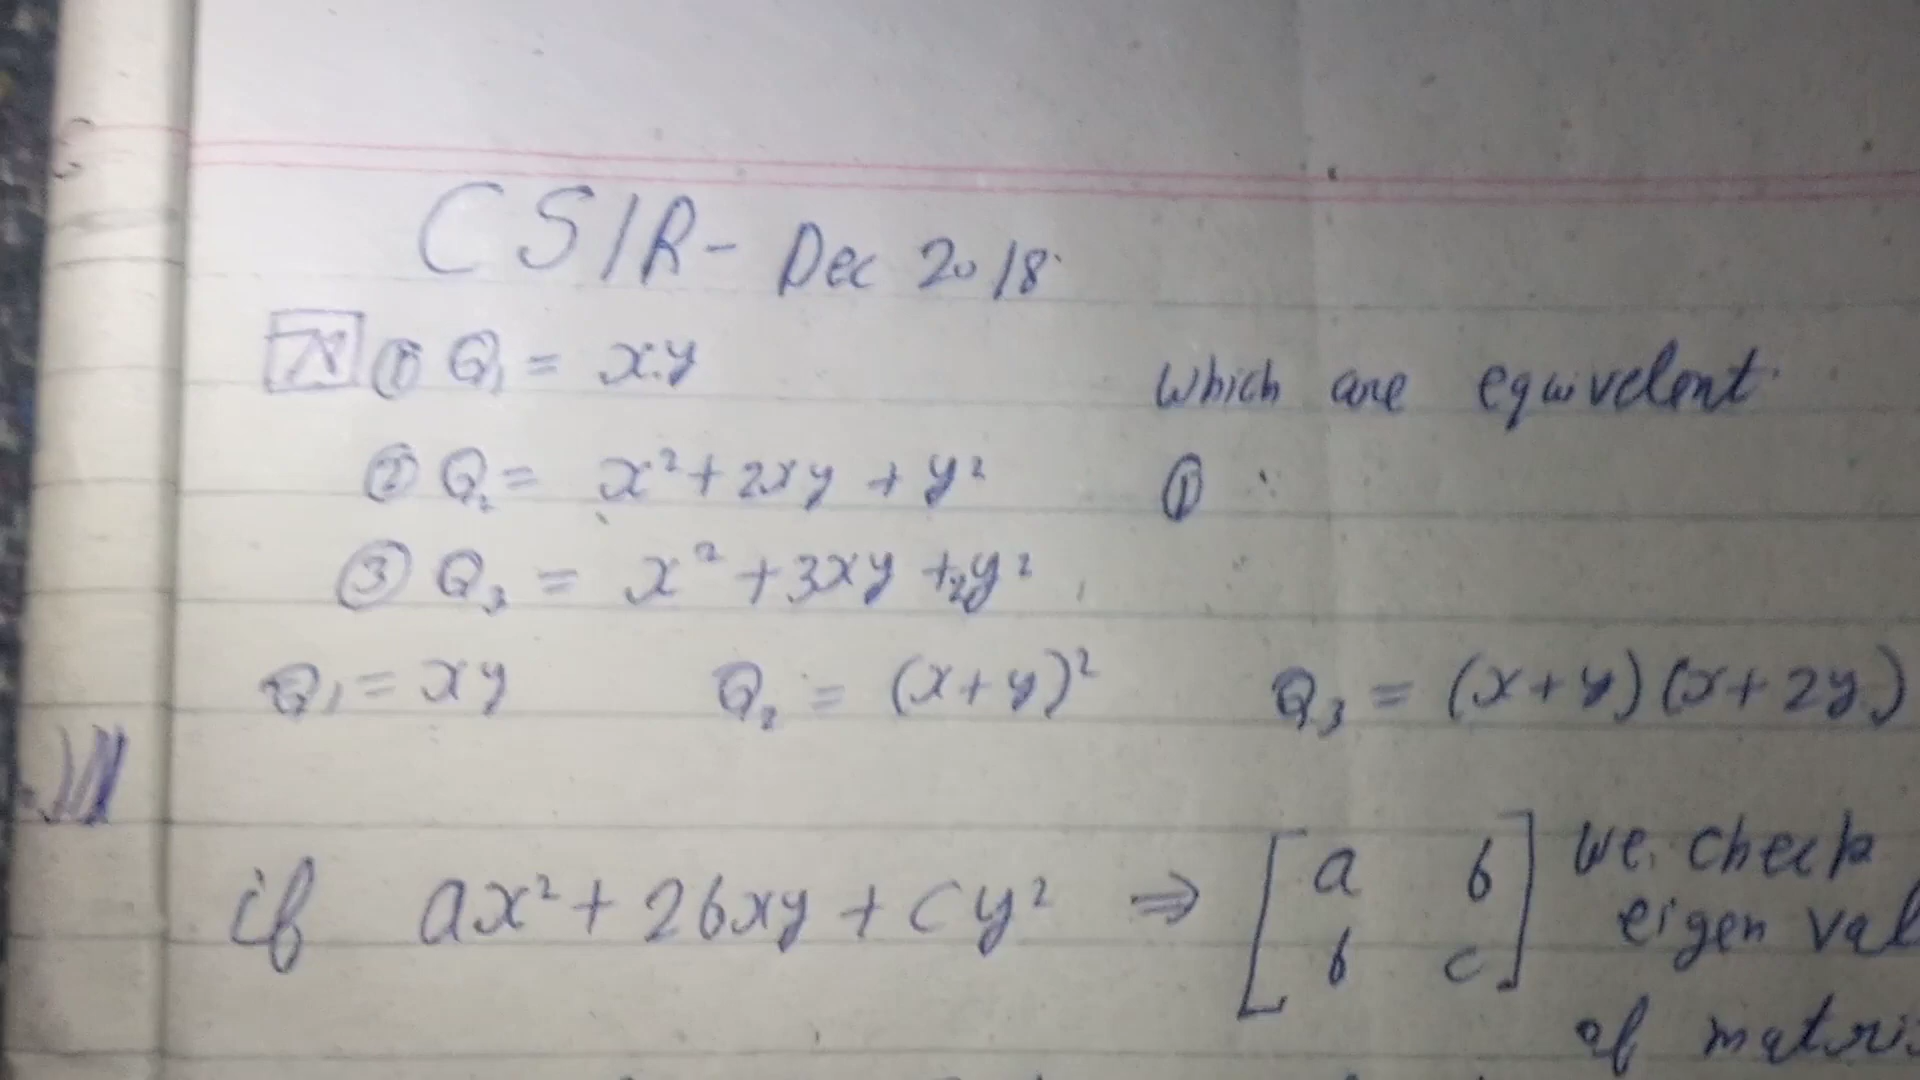 CSIR - Dec 2018
78 ① Q₁ = x.y which are equivelent
② Q₂ = x² + 2xy + y² ①
③ Q₃ = x² + 3xy + 2y²
Q₁ = xy Q₂ = (x+y)² Q₃ = (x+y)(x+2y)
if ax² + 2bxy + cy² ⇒ [a b
b c] we check
eigen val
of matri